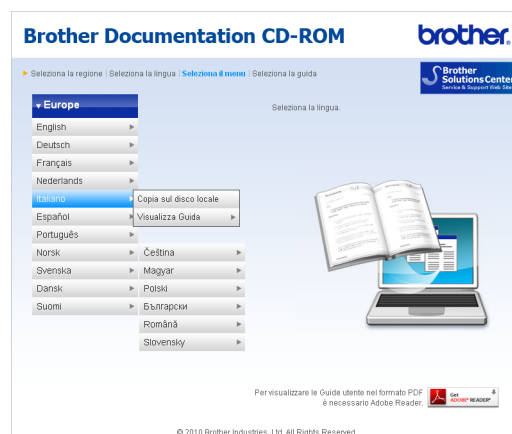 Brother Documentation CD-ROM
brother
Seleziona la regione | Seleziona la lingua | Seleziona il menu | Seleziona la guida
Brother
Solutions Center
Service & Support Web Site
Europe
Seleziona la lingua.
English
Deutsch
Français
Nederlands
Italiano
Copia sul disco locale
Español
Visualizza Guida
Português
Norsk
Čeština
Svenska
Magyar
Dansk
Polski
Suomi
Български
Română
Slovensky
Per visualizzare le Guide utente nel formato PDF
è necessario Adobe Reader.
Get
ADOBE® READER®
© 2010 Brother Industries, Ltd. All Rights Reserved.